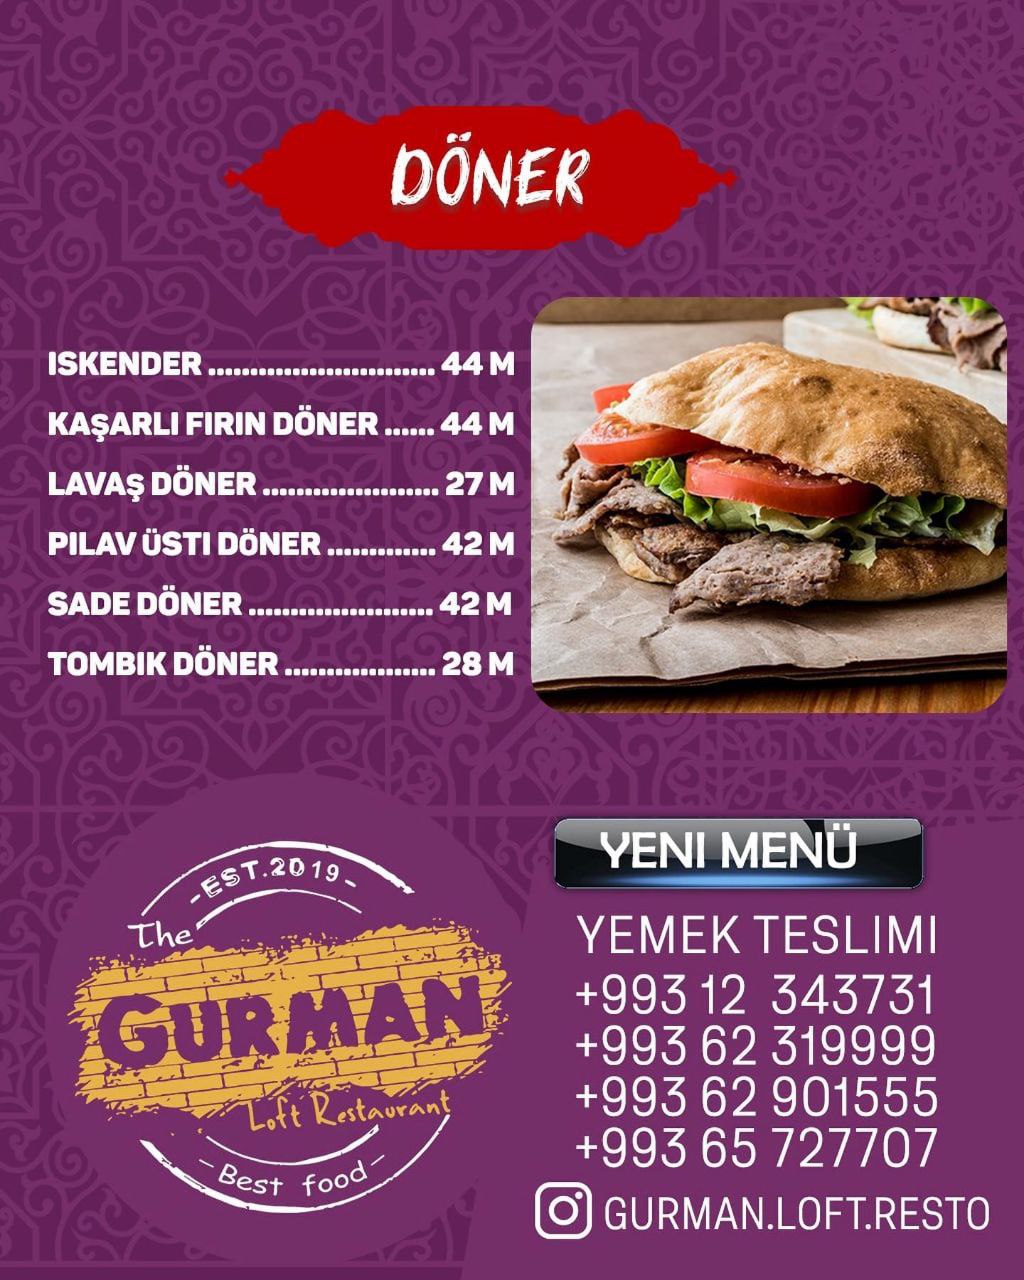 DÖNER
ISKENDER ........................... 44 M
KAŞARLI FIRIN DÖNER ...... 44 M
LAVAŞ DÖNER ..................... 27 M
PILAV ÜSTI DÖNER ............. 42 M
SADE DÖNER ...................... 42 M
TOMBIK DÖNER .................. 28 M
-EST.2019-
The
GURMAN
Loft Restaurant
- Best food -
YENI MENÜ
YEMEK TESLIMI
+993 12 343731
+993 62 319999
+993 62 901555
+993 65 727707
GURMAN.LOFT.RESTO